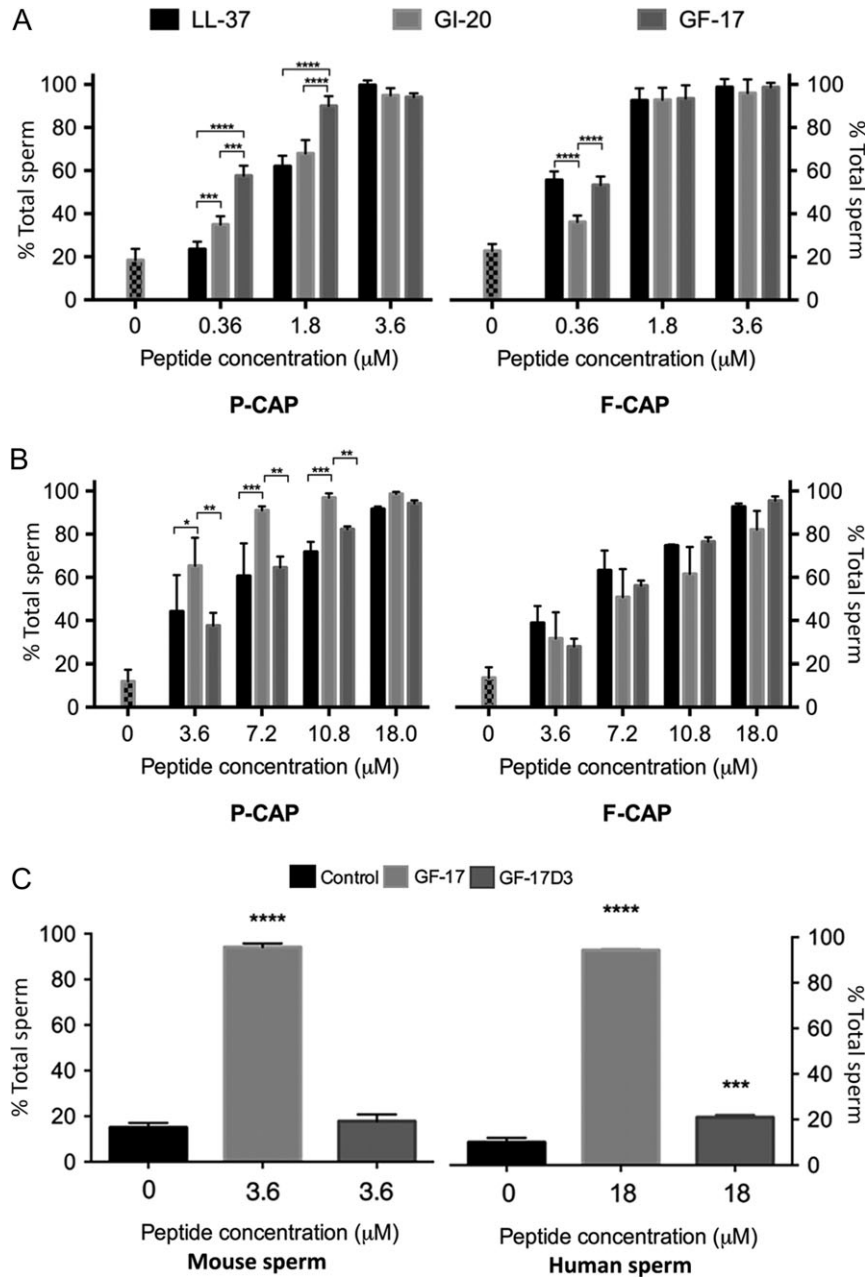 A
LL-37 GI-20 GF-17
**** **** **** *** *** **** ****
100 80 60 40 20 0
% Total sperm
100 80 60 40 20 0
% Total sperm
0 0.36 1.8 3.6
0 0.36 1.8 3.6
Peptide concentration (μM) Peptide concentration (μM)
P-CAP F-CAP
B
* ** *** ** *** **
100 80 60 40 20 0
% Total sperm
100 80 60 40 20 0
% Total sperm
0 3.6 7.2 10.8 18.0
0 3.6 7.2 10.8 18.0
Peptide concentration (μM) Peptide concentration (μM)
P-CAP F-CAP
C
Control GF-17 GF-17D3
**** **** ***
100 80 60 40 20 0
% Total sperm
100 80 60 40 20 0
% Total sperm
0 3.6 3.6
0 18 18
Peptide concentration (μM) Peptide concentration (μM)
Mouse sperm Human sperm